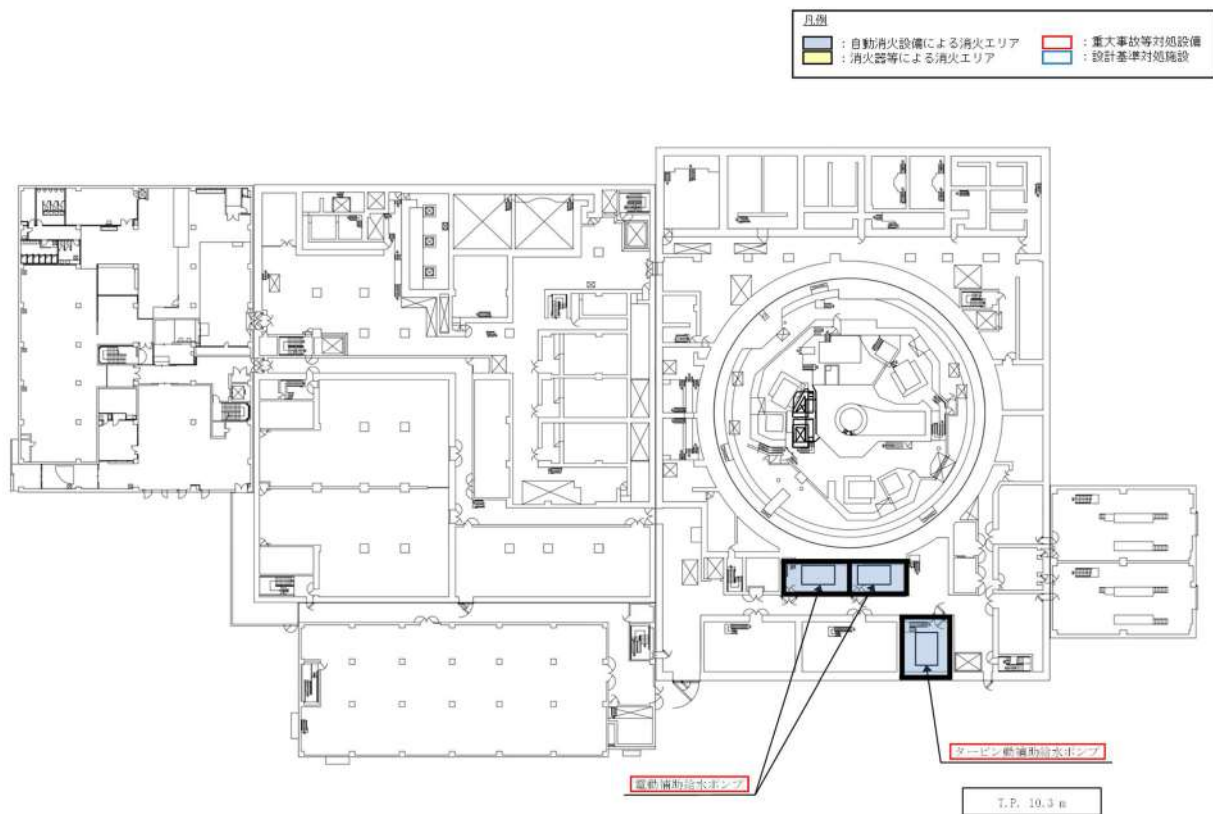 凡例
：自動消火設備による消火エリア
：消火器等による消火エリア
：重大事故等対処設備
：設計基準対処施設
タービン動補助給水ポンプ
電動補助給水ポンプ
T.P. 10.3 m